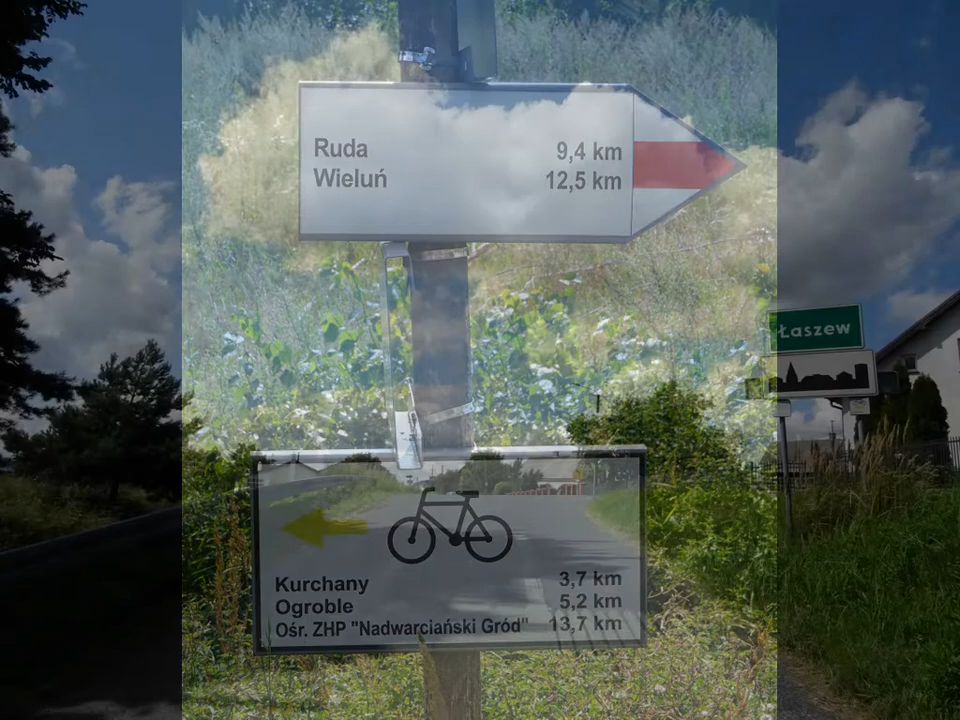 Ruda 9,4 km
Wieluń 12,5 km
Łaszew
Kurchany 3,7 km
Ogroble 5,2 km
Ośr. ZHP "Nadwarciański Gród" 13,7 km